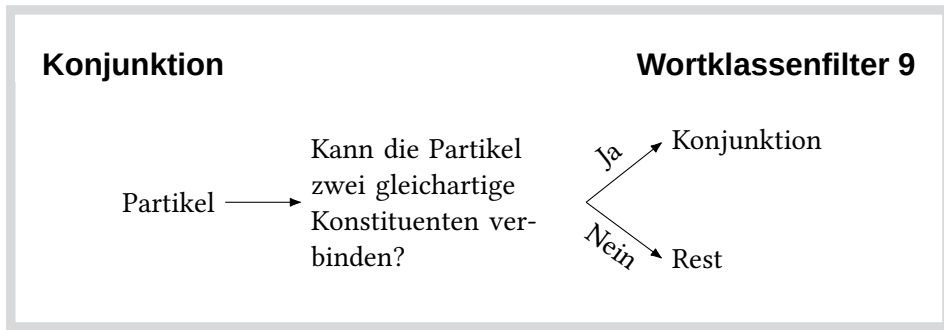 Konjunktion Wortklassenfilter 9
Kann die Partikel
zwei gleichartige
Konstituenten ver-
binden?
Partikel
Ja
Konjunktion
Nein
Rest